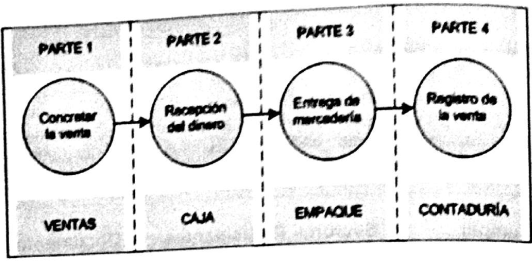 PARTE 1
PARTE 2
PARTE 3
PARTE 4
Concretar
la venta
Recepción
del dinero
Entrega de
mercadería
Registro de
la venta
VENTAS
CAJA
EMPAQUE
CONTADURÍA